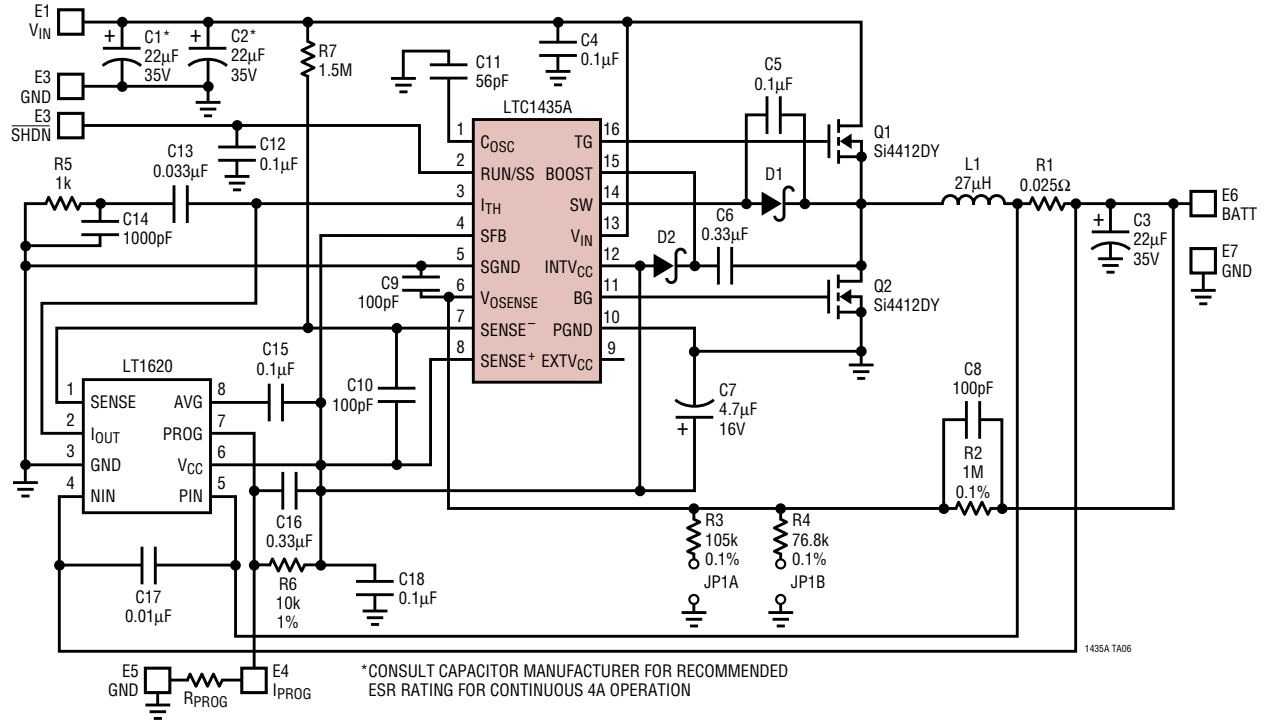 E1
VIN
C1*
22µF
35V
C2*
22µF
35V
R7
1.5M
C11
56pF
C4
0.1µF
C5
0.1µF
E3
GND
E3
SHDN
C12
0.1µF
LTC1435A
1 COSC
2 RUN/SS
3 ITH
4 SFB
5 SGND
6 VOSENSE
7 SENSE–
8 SENSE+
TG 16
BOOST 15
SW 14
VIN 13
INTVCC 12
BG 11
PGND 10
EXTVCC 9
Q1
Si4412DY
D1
L1
27µH
R1
0.025Ω
E6
BATT
C3
22µF
35V
E7
GND
R5
1k
C13
0.033µF
C14
1000pF
D2
C6
0.33µF
Q2
Si4412DY
C9
100pF
C15
0.1µF
C10
100pF
C7
4.7µF
16V
C8
100pF
R2
1M
0.1%
LT1620
1 SENSE
2 IOUT
3 GND
4 NIN
AVG 8
PROG 7
VCC 6
PIN 5
C16
0.33µF
R3
105k
0.1%
JP1A
R4
76.8k
0.1%
JP1B
C17
0.01µF
R6
10k
1%
C18
0.1µF
1435A TA06
E5
GND
RPROG
E4
IPROG
*CONSULT CAPACITOR MANUFACTURER FOR RECOMMENDED
ESR RATING FOR CONTINUOUS 4A OPERATION